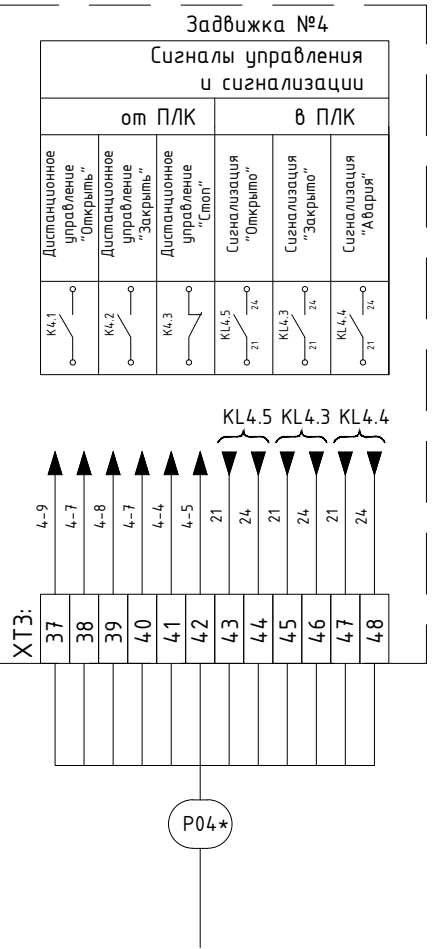 Задвижка №4
Сигналы управления
и сигнализации
от ПЛК
в ПЛК
Дистанционное
управление
"Открыть"
Дистанционное
управление
"Закрыть"
Дистанционное
управление
"Стоп"
Сигнализация
"Открыто"
Сигнализация
"Закрыто"
Сигнализация
"Авария"
K4.1
K4.2
K4.3
KL4.5
21
24
KL4.3
21
24
KL4.4
21
24
KL4.5
KL4.3
KL4.4
4-9
4-7
4-8
4-7
4-4
4-5
21
24
21
24
21
24
XT3:
37
38
39
40
41
42
43
44
45
46
47
48
P04*